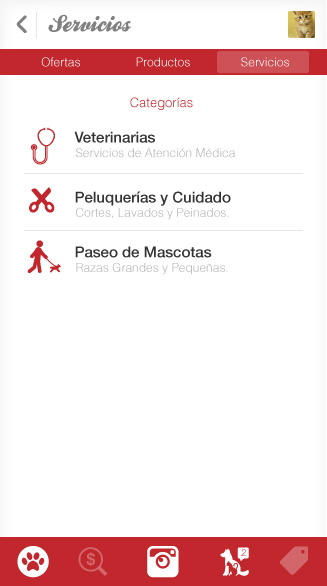 Servicios
Ofertas Productos Servicios
Categorías
Veterinarias
Servicios de Atención Médica
Peluquerías y Cuidado
Cortes, Lavados y Peinados.
Paseo de Mascotas
Razas Grandes y Pequeñas.
$ 2